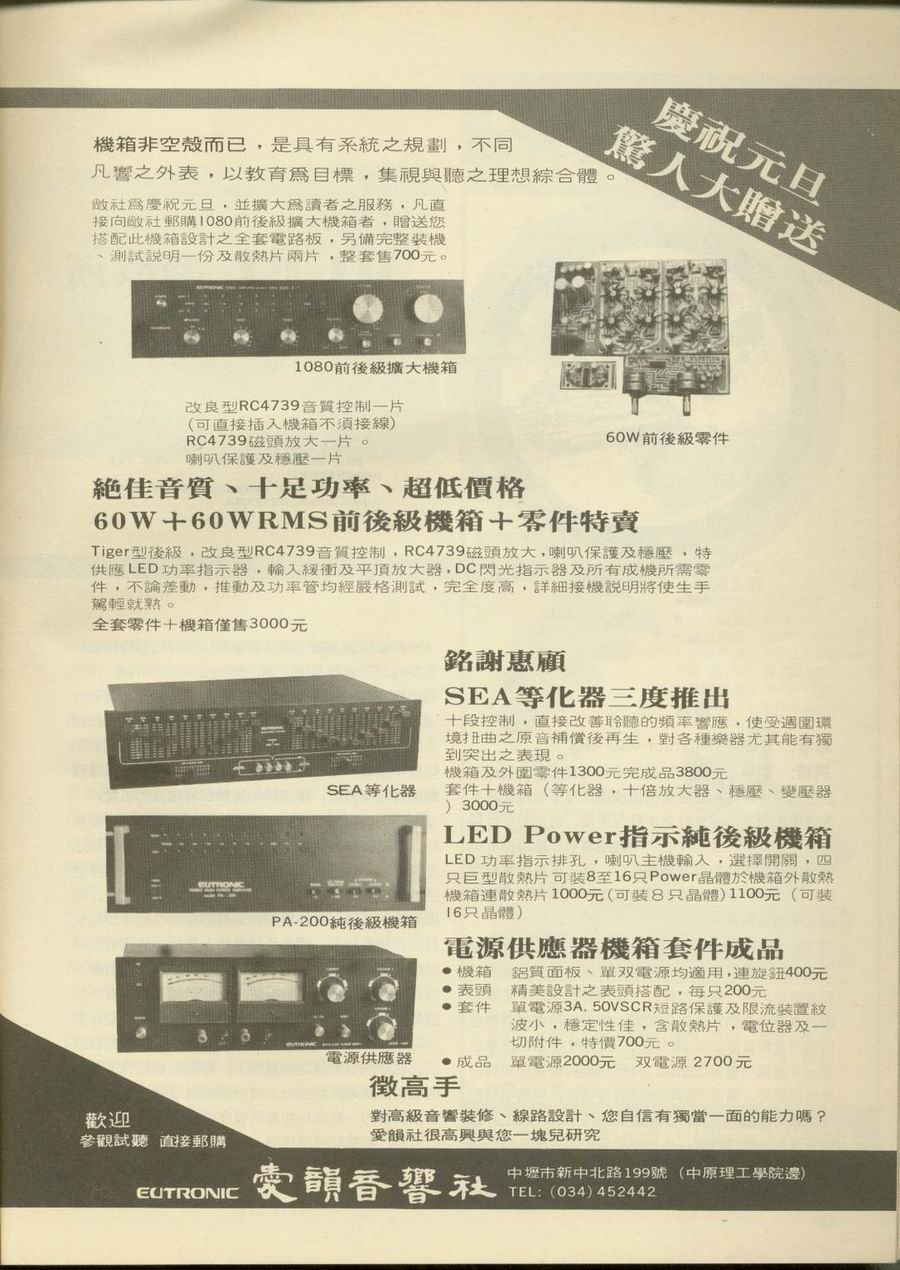 慶祝元旦
驚人大贈送
機箱非空殼而已，是具有系統之規劃，不同
凡響之外表，以教育爲目標，集視與聽之理想綜合體。
敝社爲慶祝元旦，並擴大爲讀者之服務，凡直
接向敝社郵購1080前後級擴大機箱者，贈送您
搭配此機箱設計之全套電路板，另備完整裝機
、測試説明一份及散熱片兩片，整套售700元。
EUTRONIC
1080前後級擴大機箱
60W前後級零件
改良型RC4739音質控制一片
(可直接插入機箱不須接線)
RC4739磁頭放大一片。
喇叭保護及穩壓一片
絕佳音質、十足功率、超低價格
60W＋60WRMS前後級機箱＋零件特賣
Tiger型後級，改良型RC4739音質控制，RC4739磁頭放大，喇叭保護及穩壓，特
供應LED功率指示器，輸入緩衝及平頂放大器，DC閃光指示器及所有成機所需零
件，不論差動，推動及功率管均經嚴格測試，完全度高，詳細接機説明將使生手
駕輕就熟。
全套零件＋機箱僅售3000元
銘謝惠顧
SEA等化器三度推出
十段控制，直接改善聆聽的頻率響應，使受週圍環
境扭曲之原音補償後再生，對各種樂器尤其能有獨
到突出之表現。
機箱及外圍零件1300元完成品3800元
套件＋機箱（等化器，十倍放大器、穩壓、變壓器
）3000元
SEA等化器
LED Power指示純後級機箱
LED 功率指示排孔，喇叭主機輸入，選擇開關，四
只巨型散熱片可裝8至16只Power晶體於機箱外散熱
機箱連散熱片1000元(可裝８只晶體)1100元（可裝
16只晶體）
EUTRONIC
PA-200純後級機箱
電源供應器機箱套件成品
●機箱 鋁質面板、單双電源均適用，連旋鈕400元
●表頭 精美設計之表頭搭配，每只200元
●套件 單電源3A. 50VSCR短路保護及限流裝置紋
波小，穩定性佳，含散熱片，電位器及一
切附件，特價700元。
●成品 單電源2000元 双電源 2700元
EUTRONIC
電源供應器
徵高手
對高級音響裝修、線路設計、您自信有獨當一面的能力嗎？
愛韻社很高興與您一塊兒研究
歡迎
參觀試聽 直接郵購
EUTRONIC 愛韻音響社
中壢市新中北路199號（中原理工學院邊）
TEL: (034) 452442